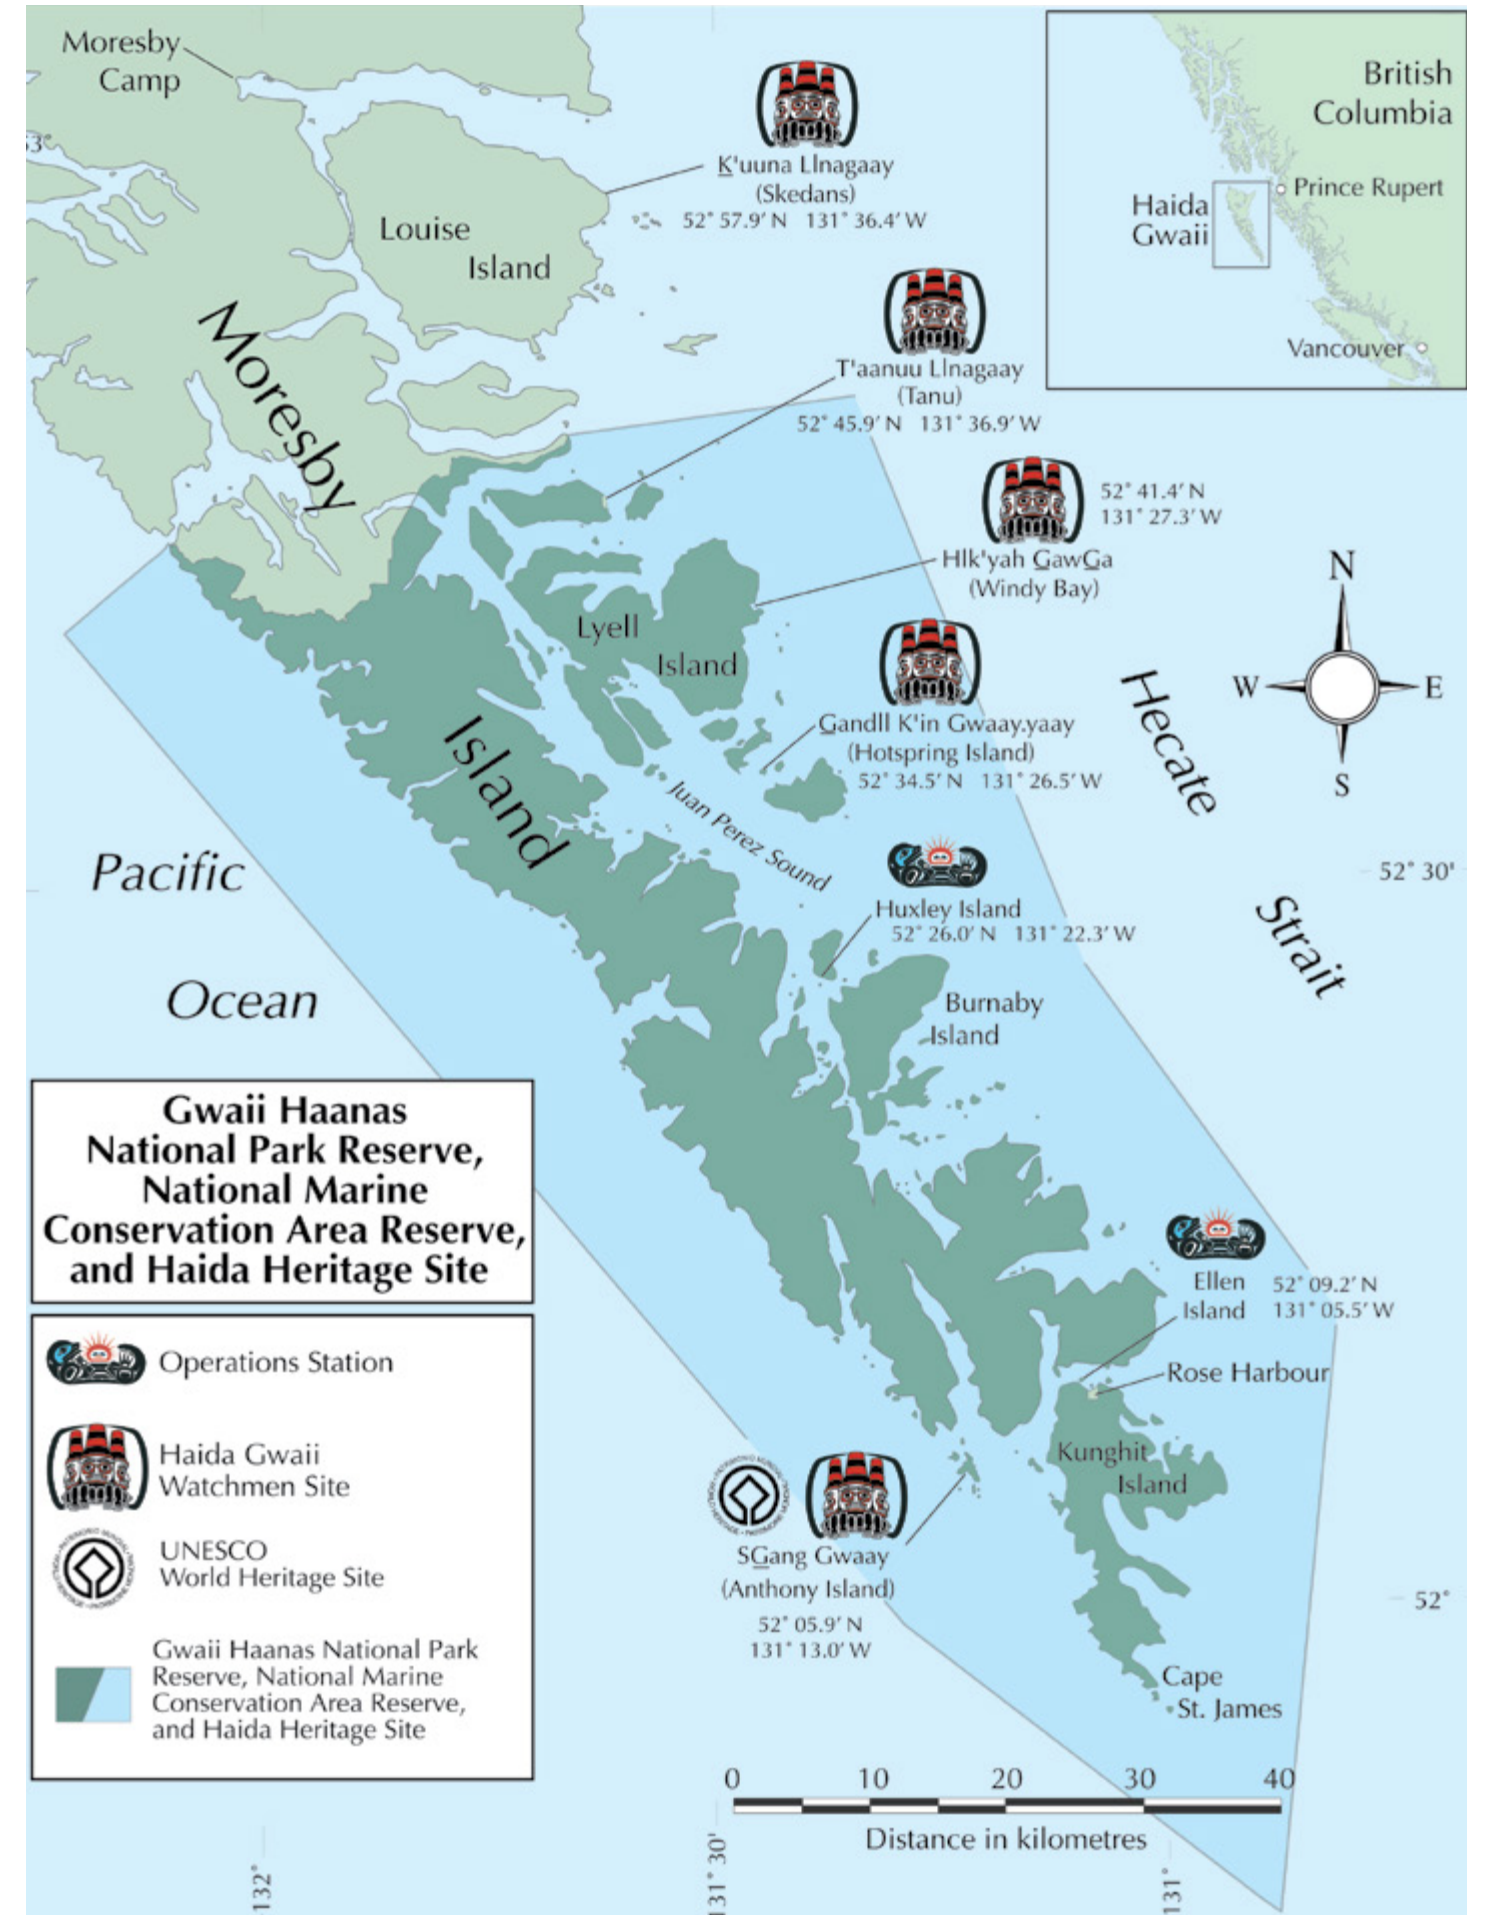 Moresby
Camp
3°
K'uuna Llnagaay
(Skedans)
52° 57.9' N 131° 36.4' W
British
Columbia
Prince Rupert
Haida
Gwaii
Vancouver
Louise
Island
Moresby
Island
T'aanuu Llnagaay
(Tanu)
52° 45.9' N 131° 36.9' W
52° 41.4' N
131° 27.3' W
Hlk'yah GawGa
(Windy Bay)
N
W
E
S
Lyell
Island
Gandll K'in Gwaay.yaay
(Hotspring Island)
52° 34.5' N 131° 26.5' W
Hecate
Strait
Juan Perez Sound
Pacific
Ocean
52° 30'
Huxley Island
52° 26.0' N 131° 22.3' W
Burnaby
Island
Gwaii Haanas
National Park Reserve,
National Marine
Conservation Area Reserve,
and Haida Heritage Site
Ellen
Island
52° 09.2' N
131° 05.5' W
Rose Harbour
Kunghit
Island
Operations Station
Haida Gwaii
Watchmen Site
UNESCO
World Heritage Site
Gwaii Haanas National Park
Reserve, National Marine
Conservation Area Reserve,
and Haida Heritage Site
SGang Gwaay
(Anthony Island)
52° 05.9' N
131° 13.0' W
52°
Cape
St. James
0 10 20 30 40
Distance in kilometres
132°
131° 30'
131°